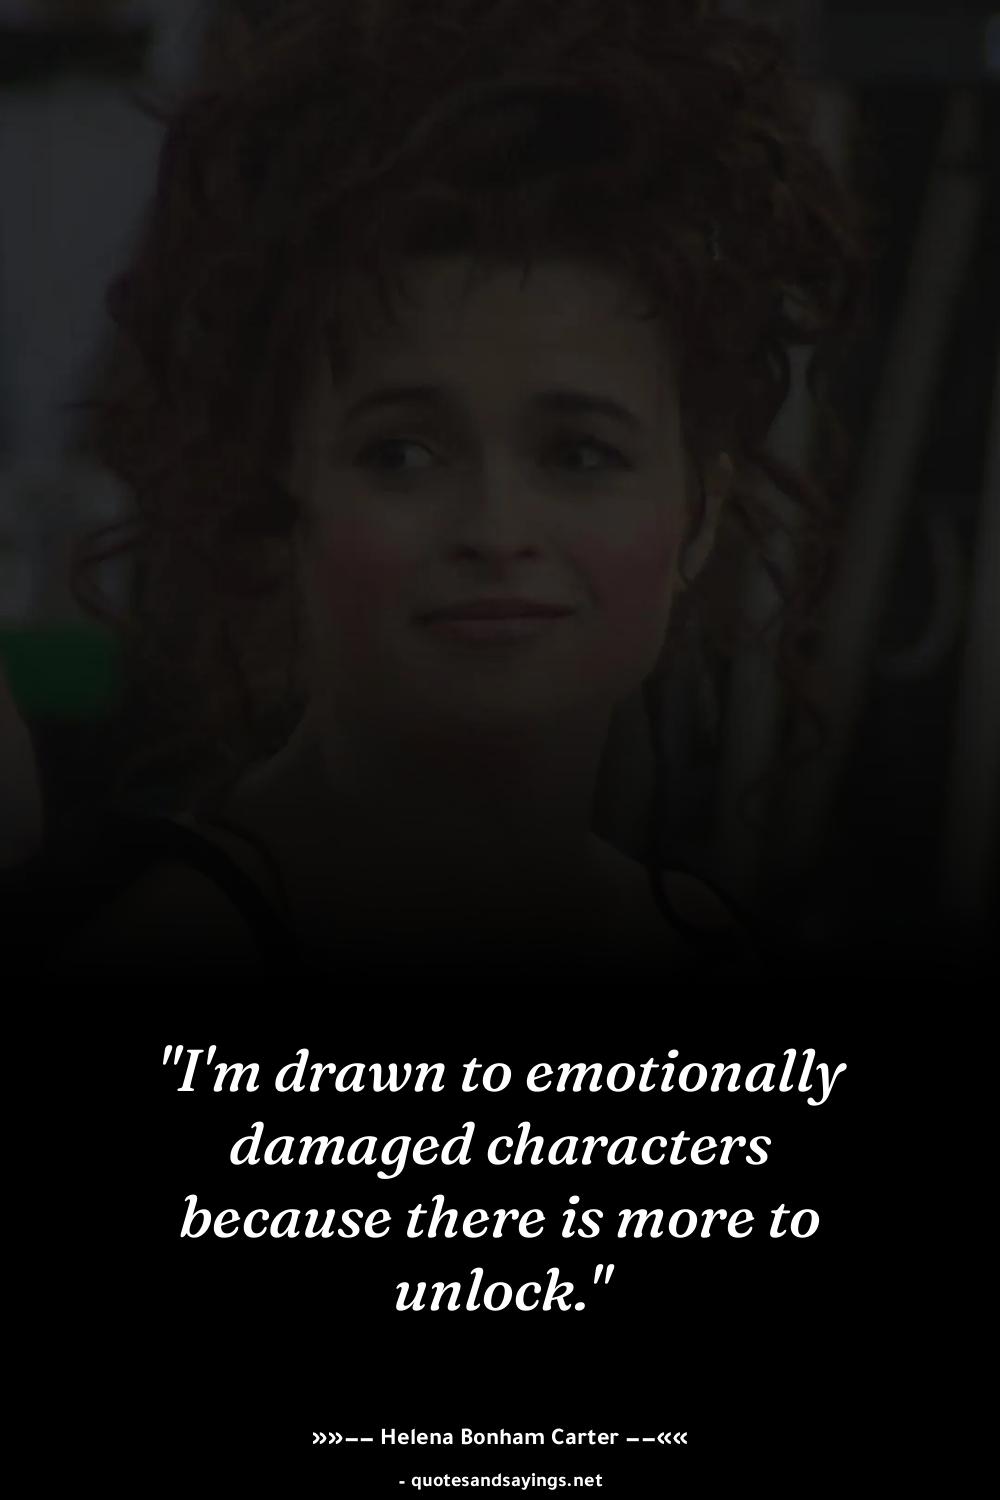 "I'm drawn to emotionally
damaged characters
because there is more to
unlock."
»»−− Helena Bonham Carter −−««
- quotesandsayings.net